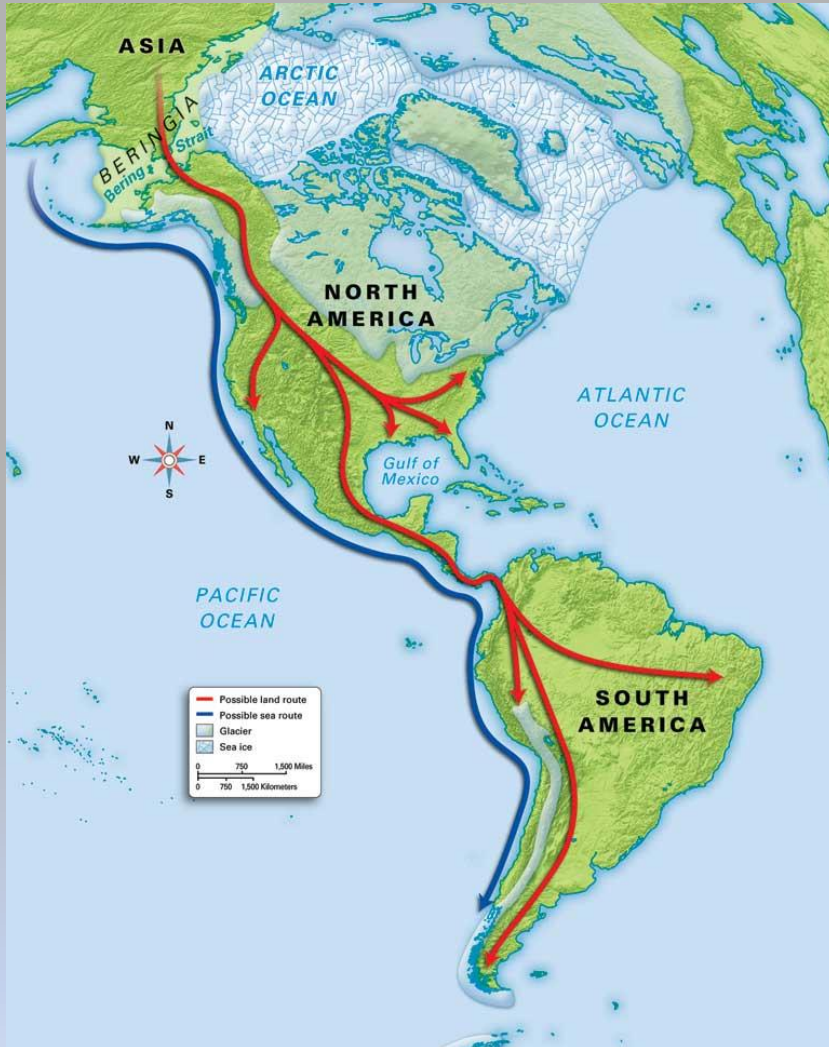 ASIA
ARCTIC
OCEAN
BERINGIA
Bering Strait
NORTH
AMERICA
ATLANTIC
OCEAN
N
W E
S
Gulf of
Mexico
PACIFIC
OCEAN
SOUTH
AMERICA
Possible land route
Possible sea route
Glacier
Sea ice
0 750 1,500 Miles
0 750 1,500 Kilometers